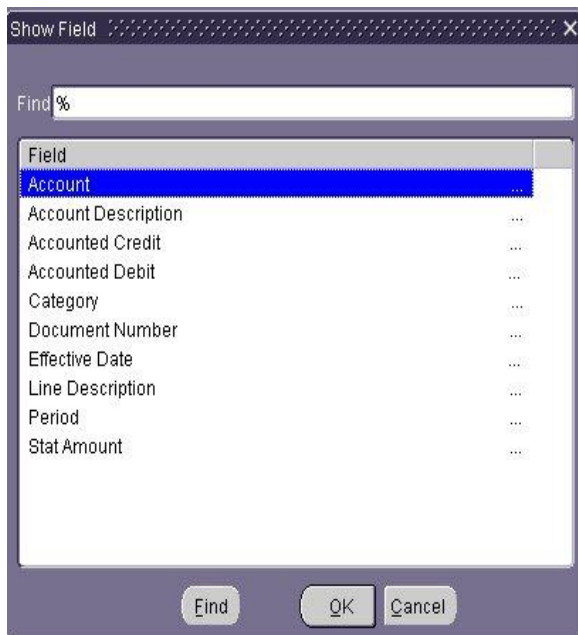 Show Field
Find %
Field
Account ...
Account Description ...
Accounted Credit ...
Accounted Debit ...
Category ...
Document Number ...
Effective Date ...
Line Description ...
Period ...
Stat Amount ...
Find OK Cancel